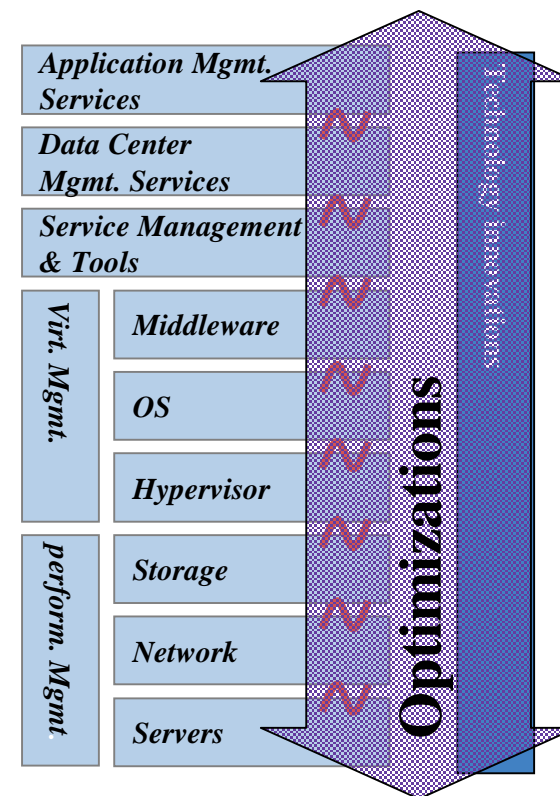 Application Mgmt.
Services
Data Center
Mgmt. Services
Service Management
& Tools
Virt. Mgmt.
Middleware
OS
Hypervisor
perform. Mgmt.
Storage
Network
Servers
Optimizations
Technology innovations